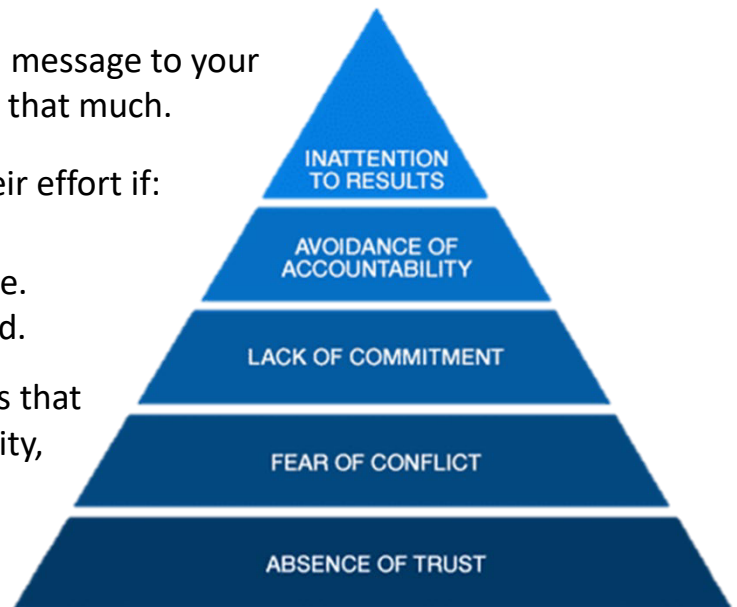 message to your
that much.
eir effort if:
e.
d.
s that
ity,
INATTENTION
TO RESULTS
AVOIDANCE OF
ACCOUNTABILITY
LACK OF COMMITMENT
FEAR OF CONFLICT
ABSENCE OF TRUST